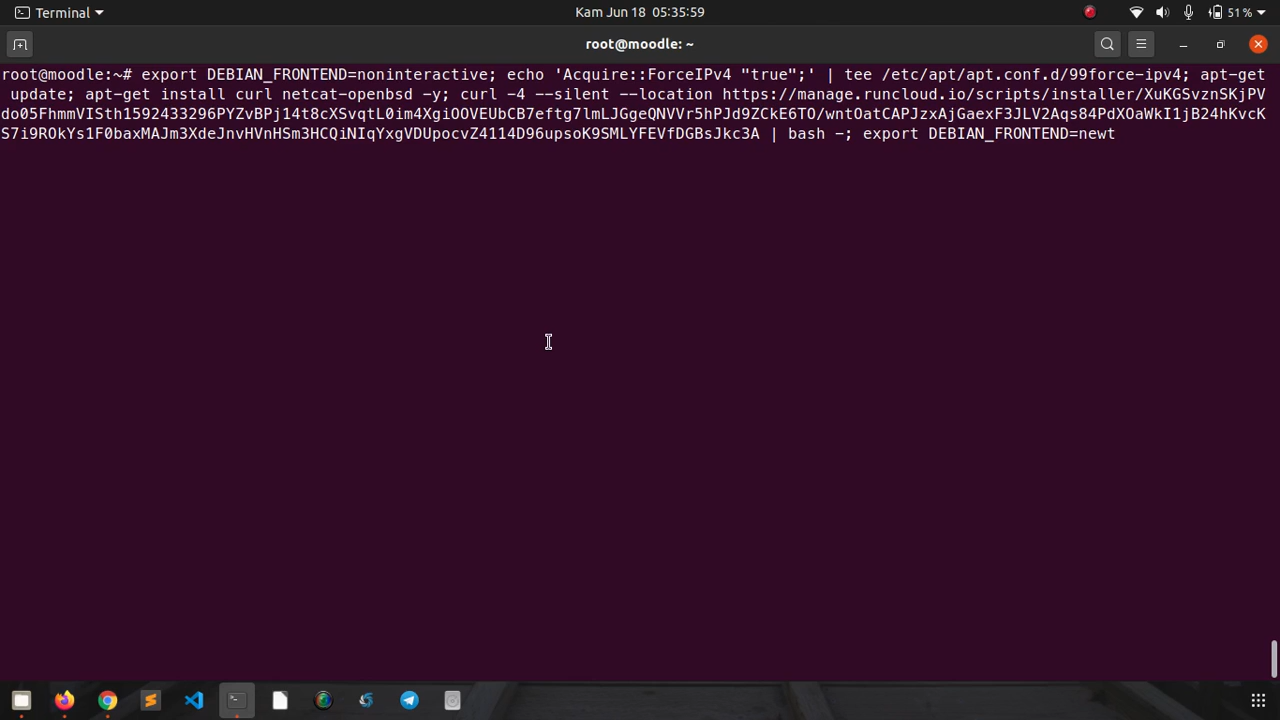 Terminal
Kam Jun 18 05:35:59
51 %
root@moodle: ~
root@moodle:~# export DEBIAN_FRONTEND=noninteractive; echo 'Acquire::ForceIPv4 "true";' | tee /etc/apt/apt.conf.d/99force-ipv4; apt-get
update; apt-get install curl netcat-openbsd -y; curl -4 --silent --location https://manage.runcloud.io/scripts/installer/XuKGSvznSKjPV
do05FhmmVISth1592433296PYZvBPj14t8cXSvqtL0im4XgiOOVEUbCB7eftg7lmLJGgeQNVVr5hPJd9ZCkE6TO/wntOatCAPJzxAjGaexF3JLV2Aqs84PdXOaWkI1jB24hKvcK
S7i9ROkYs1F0baxMAJm3XdeJnvHVnHSm3HCQiNIqYxgVDUpocvZ4114D96upsoK9SMLYFEVfDGBsJkc3A | bash -; export DEBIAN_FRONTEND=newt